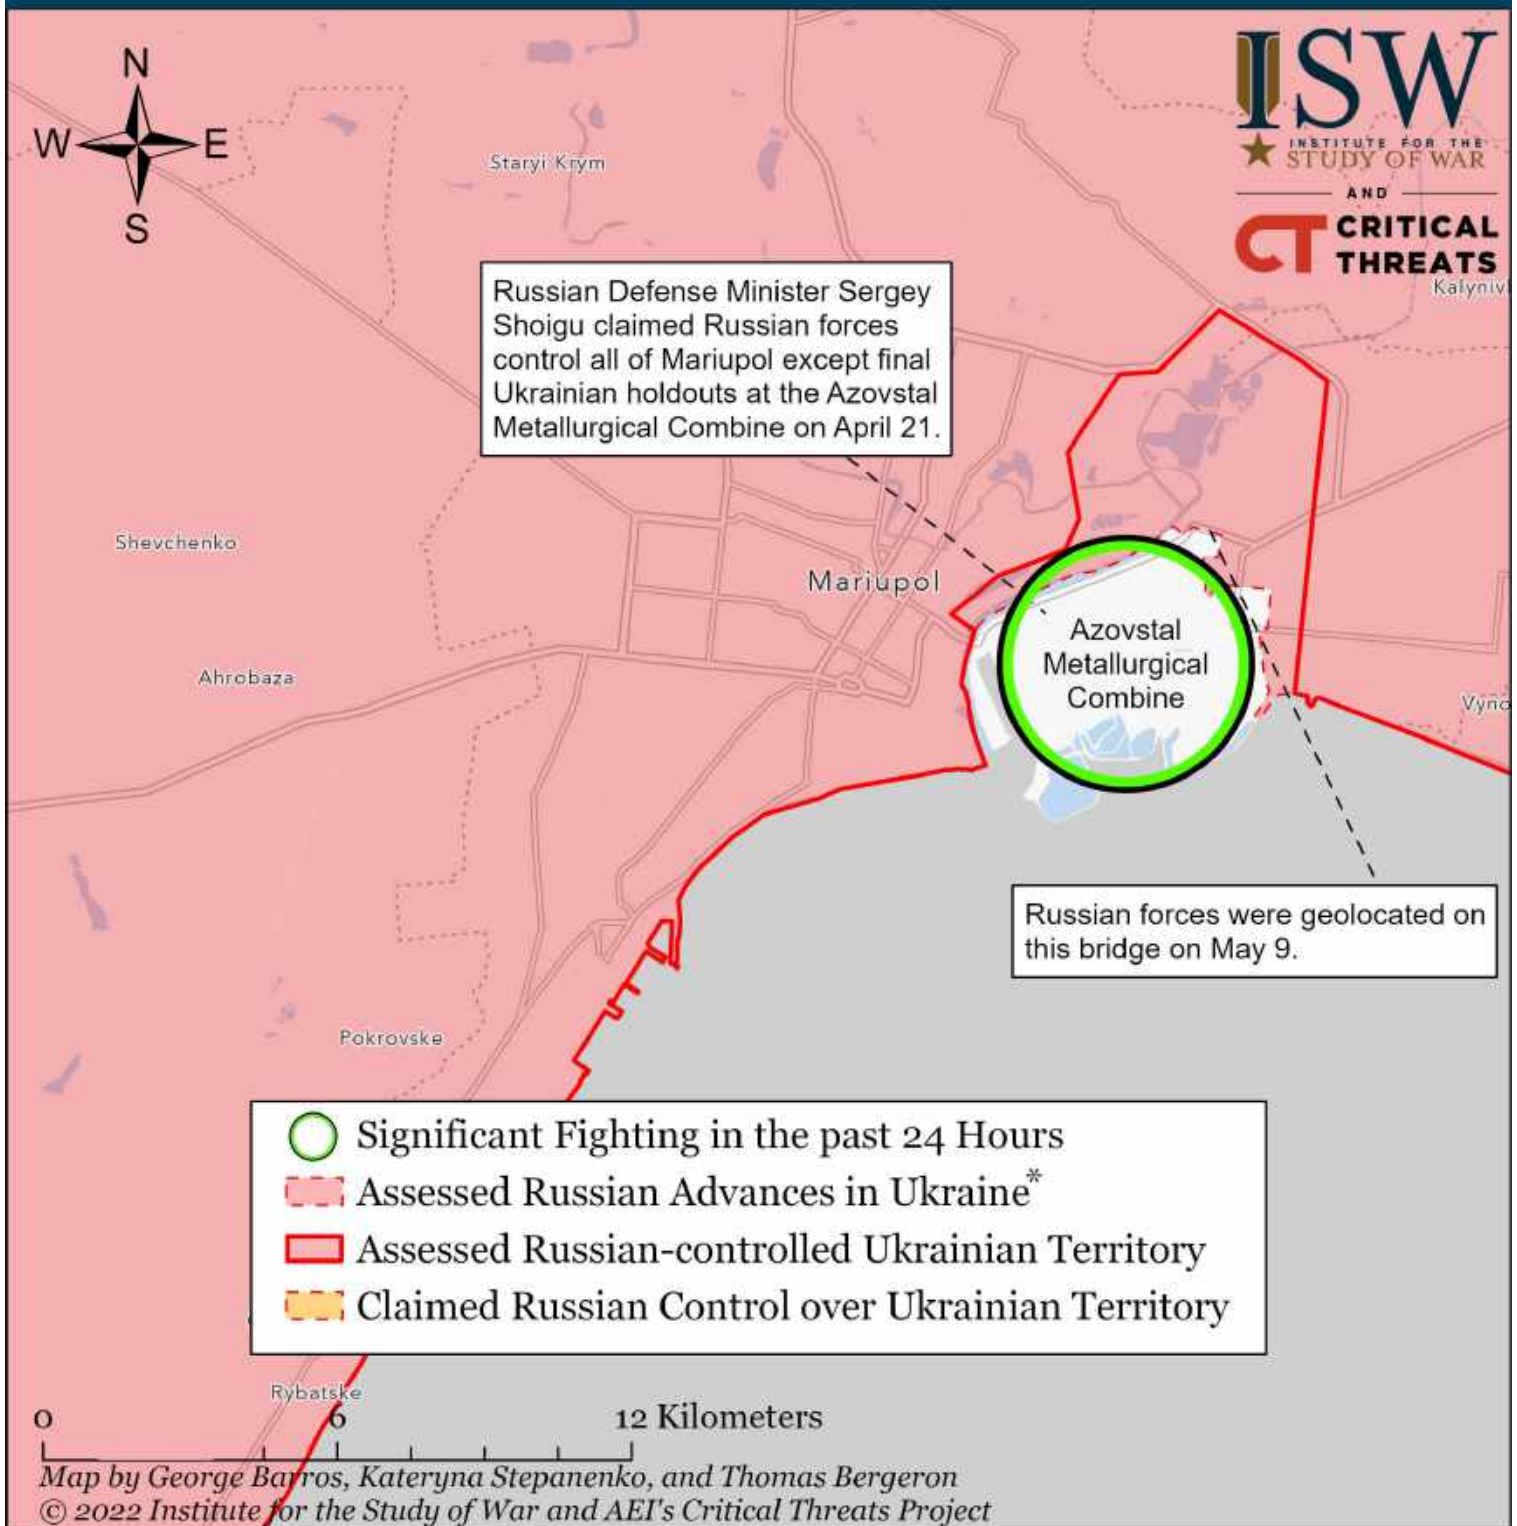 N
W E
S
ISW
INSTITUTE FOR THE
STUDY OF WAR
AND
CT CRITICAL
THREATS
Staryi Krym
Russian Defense Minister Sergey
Shoigu claimed Russian forces
control all of Mariupol except final
Ukrainian holdouts at the Azovstal
Metallurgical Combine on April 21.
Shevchenko
Mariupol
Azovstal
Metallurgical
Combine
Ahrobaza
Russian forces were geolocated on
this bridge on May 9.
Pokrovske
Significant Fighting in the past 24 Hours
Assessed Russian Advances in Ukraine*
Assessed Russian-controlled Ukrainian Territory
Claimed Russian Control over Ukrainian Territory
Rybatske
0 6 12 Kilometers
Map by George Barros, Kateryna Stepanenko, and Thomas Bergeron
© 2022 Institute for the Study of War and AEI's Critical Threats Project